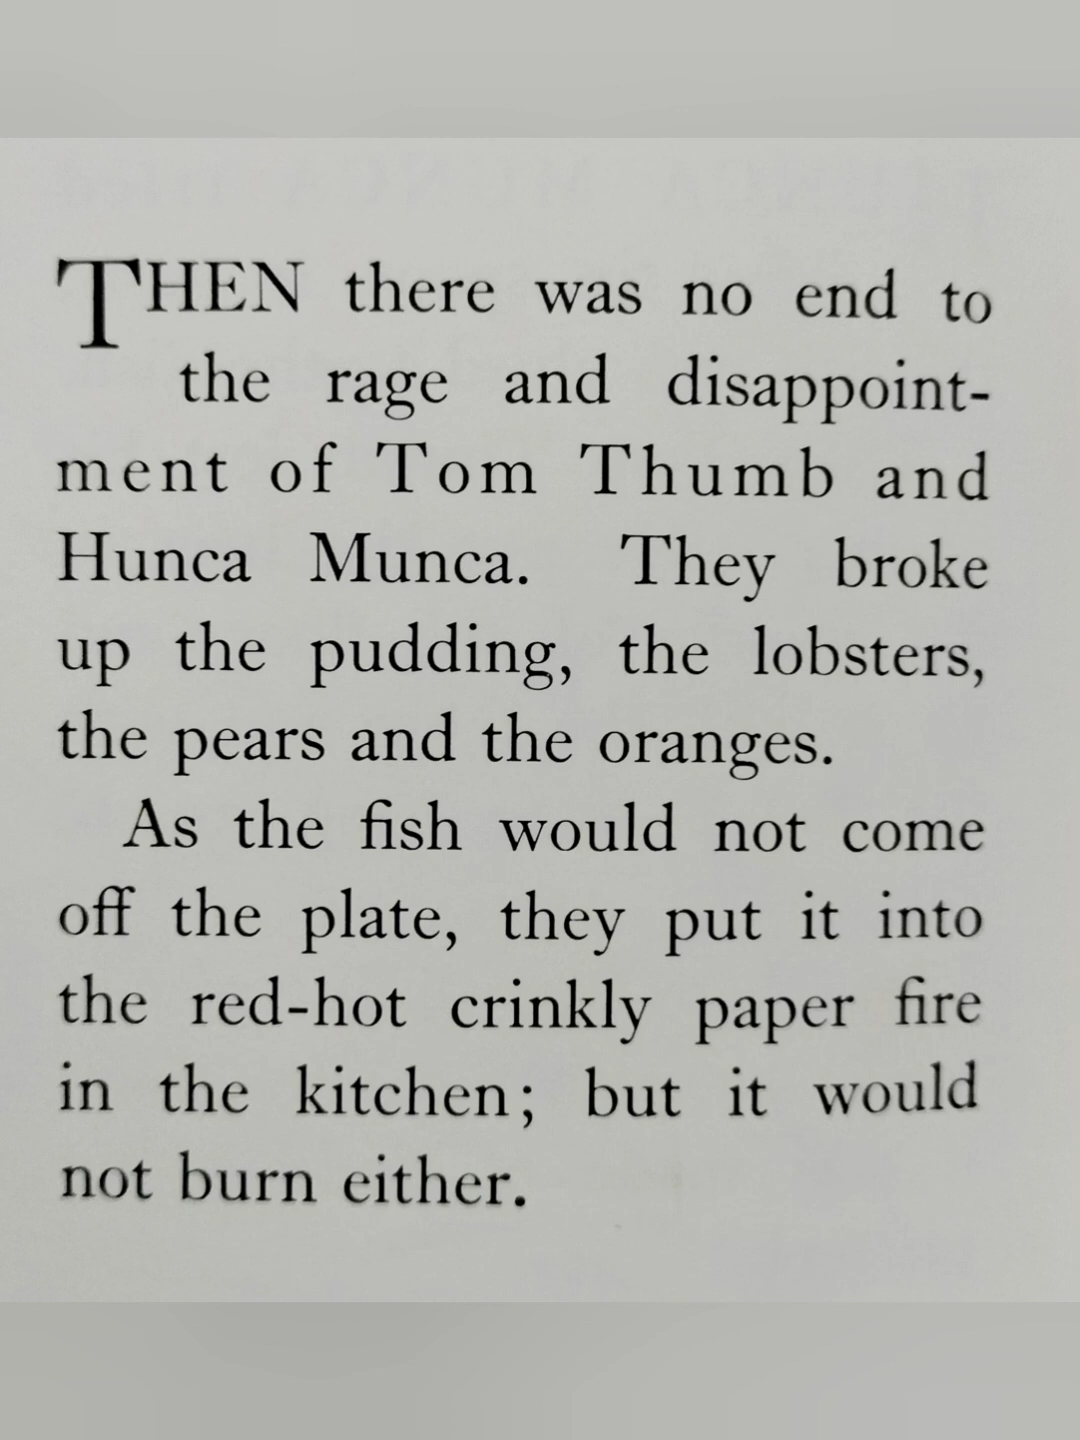 THEN there was no end to
the rage and disappoint-
ment of Tom Thumb and
Hunca Munca. They broke
up the pudding, the lobsters,
the pears and the oranges.
As the fish would not come
off the plate, they put it into
the red-hot crinkly paper fire
in the kitchen; but it would
not burn either.